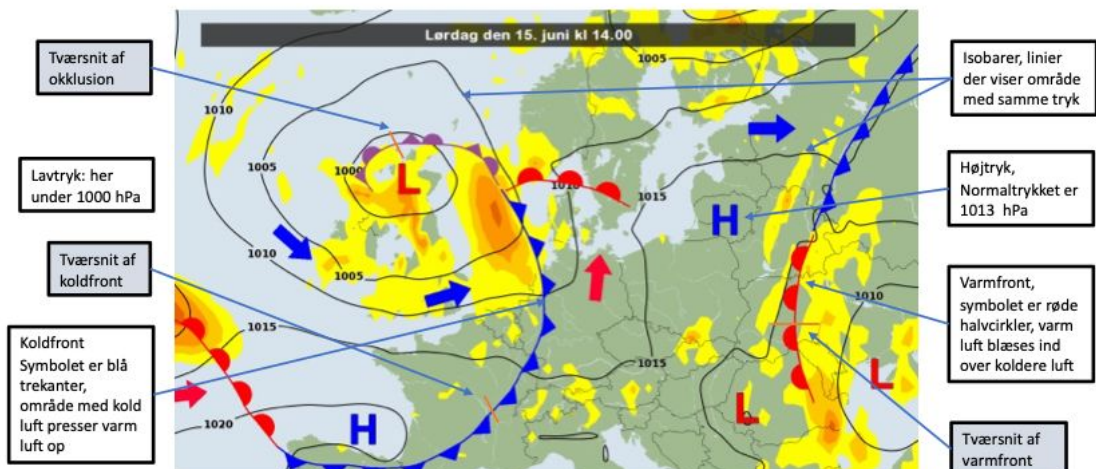 Lørdag den 15. juni kl 14.00
Tværsnit af
okklusion
Lavtryk: her
under 1000 hPa
Tværsnit af
koldfront
Koldfront
Symbolet er blå
trekanter,
område med kold
luft presser varm
luft op
1010
1005
1000
L
1010
1005
1015
1020
H
1005
1010
1015
H
1015
1010
L
L
Isobarer, linier
der viser område
med samme tryk
Højtryk,
Normaltrykket er
1013 hPa
Varmfront,
symbolet er røde
halvcirkler, varm
luft blæses ind
over koldere luft
Tværsnit af
varmfront